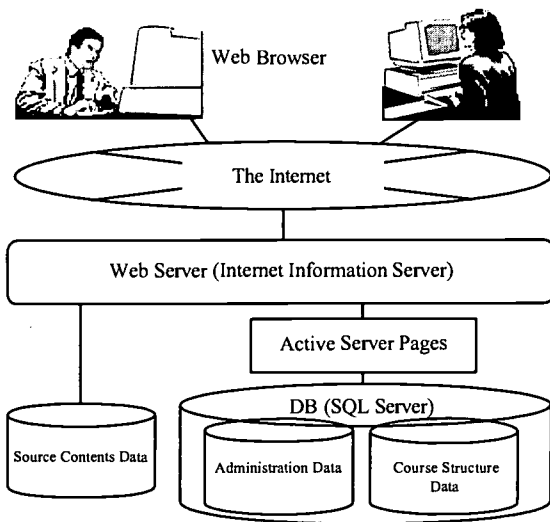 Web Browser
The Internet
Web Server (Internet Information Server)
Active Server Pages
DB (SQL Server)
Source Contents Data
Administration Data
Course Structure
Data